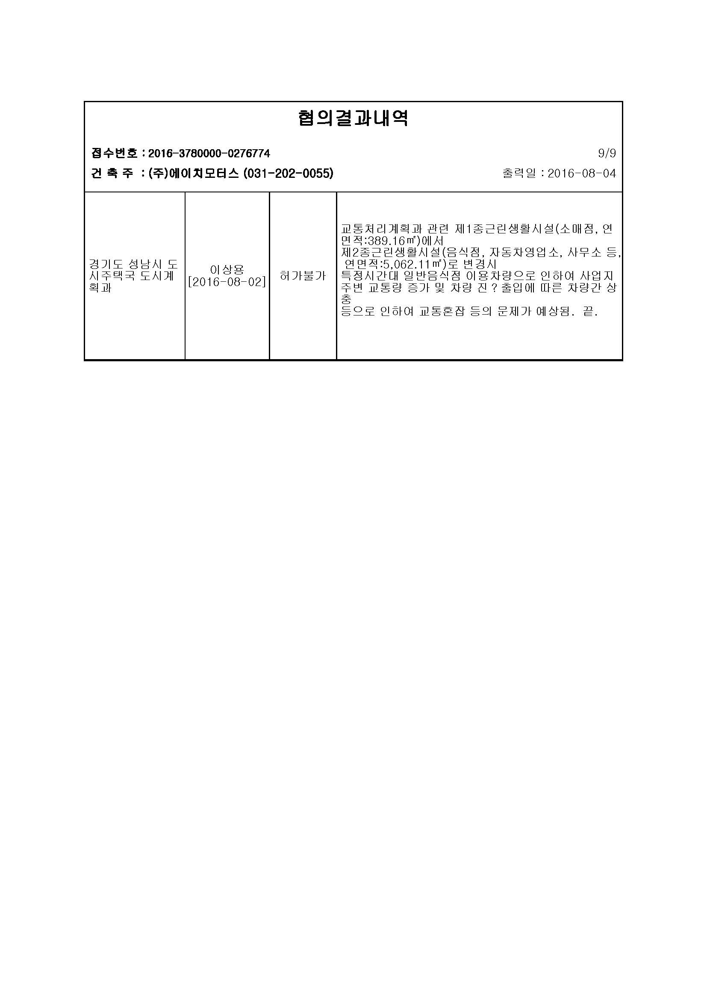 협의결과내역
접수번호 : 2016-3780000-0276774
9/9
건 축 주 : (주)에이치모터스 (031-202-0055)
출력일 : 2016-08-04
경기도 성남시 도
시주택국 도시계
획과
이상용
[2016-08-02]
허가불가
교통처리계획과 관련 제1종근린생활시설(소매점, 연
면적:389.16㎡)에서
제2종근린생활시설(음식점, 자동차영업소, 사무소 등,
연면적:5,062.11㎡)로 변경시
특정시간대 일반음식점 이용차량으로 인하여 사업지
주변 교통량 증가 및 차량 진?출입에 따른 차량간 상
충
등으로 인하여 교통혼잡 등의 문제가 예상됨. 끝.